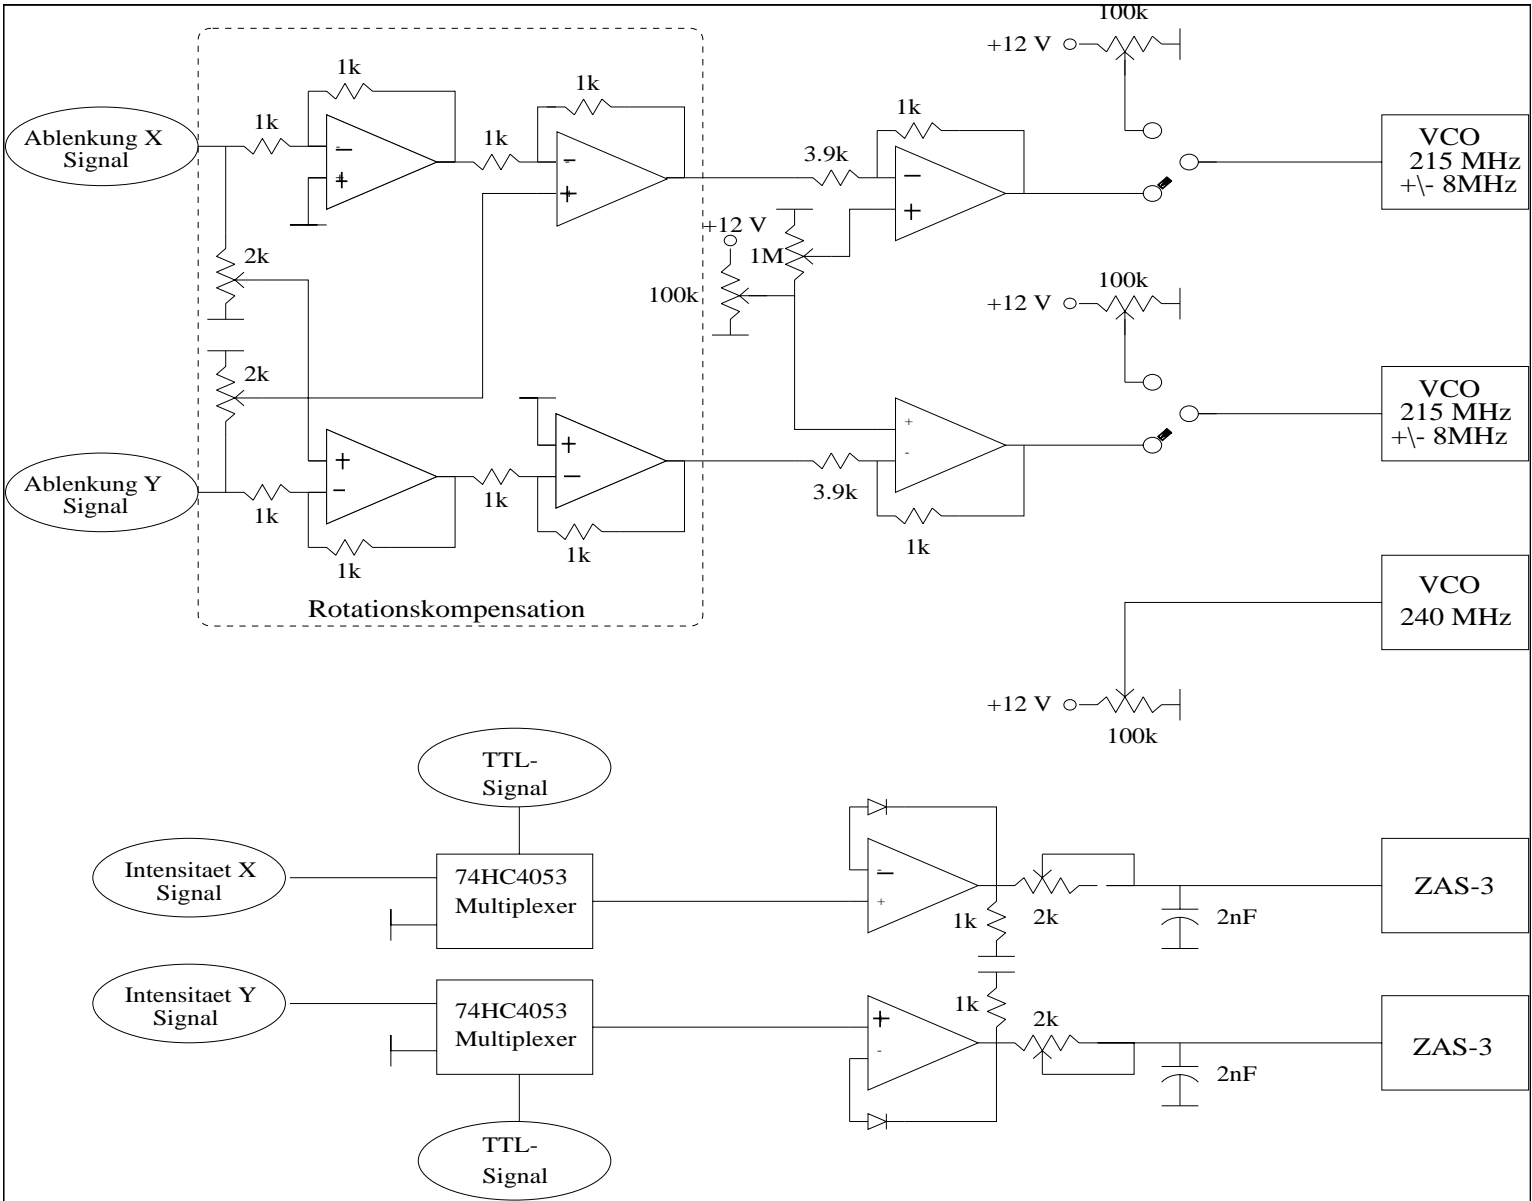 100k
+12 V
1k
1k
1k
1k
1k
3.9k
Ablenkung X
Signal
VCO
215 MHz
+\- 8MHz
-
+
-
+
-
+
+12 V
1M
100k
2k
100k
+12 V
2k
VCO
215 MHz
+\- 8MHz
+
-
+
-
+
-
Ablenkung Y
Signal
1k
1k
3.9k
1k
1k
1k
Rotationskompensation
VCO
240 MHz
+12 V
100k
TTL-
Signal
Intensitaet X
Signal
74HC4053
Multiplexer
-
+
1k
2k
2nF
ZAS-3
Intensitaet Y
Signal
74HC4053
Multiplexer
+
-
1k
2k
2nF
ZAS-3
TTL-
Signal